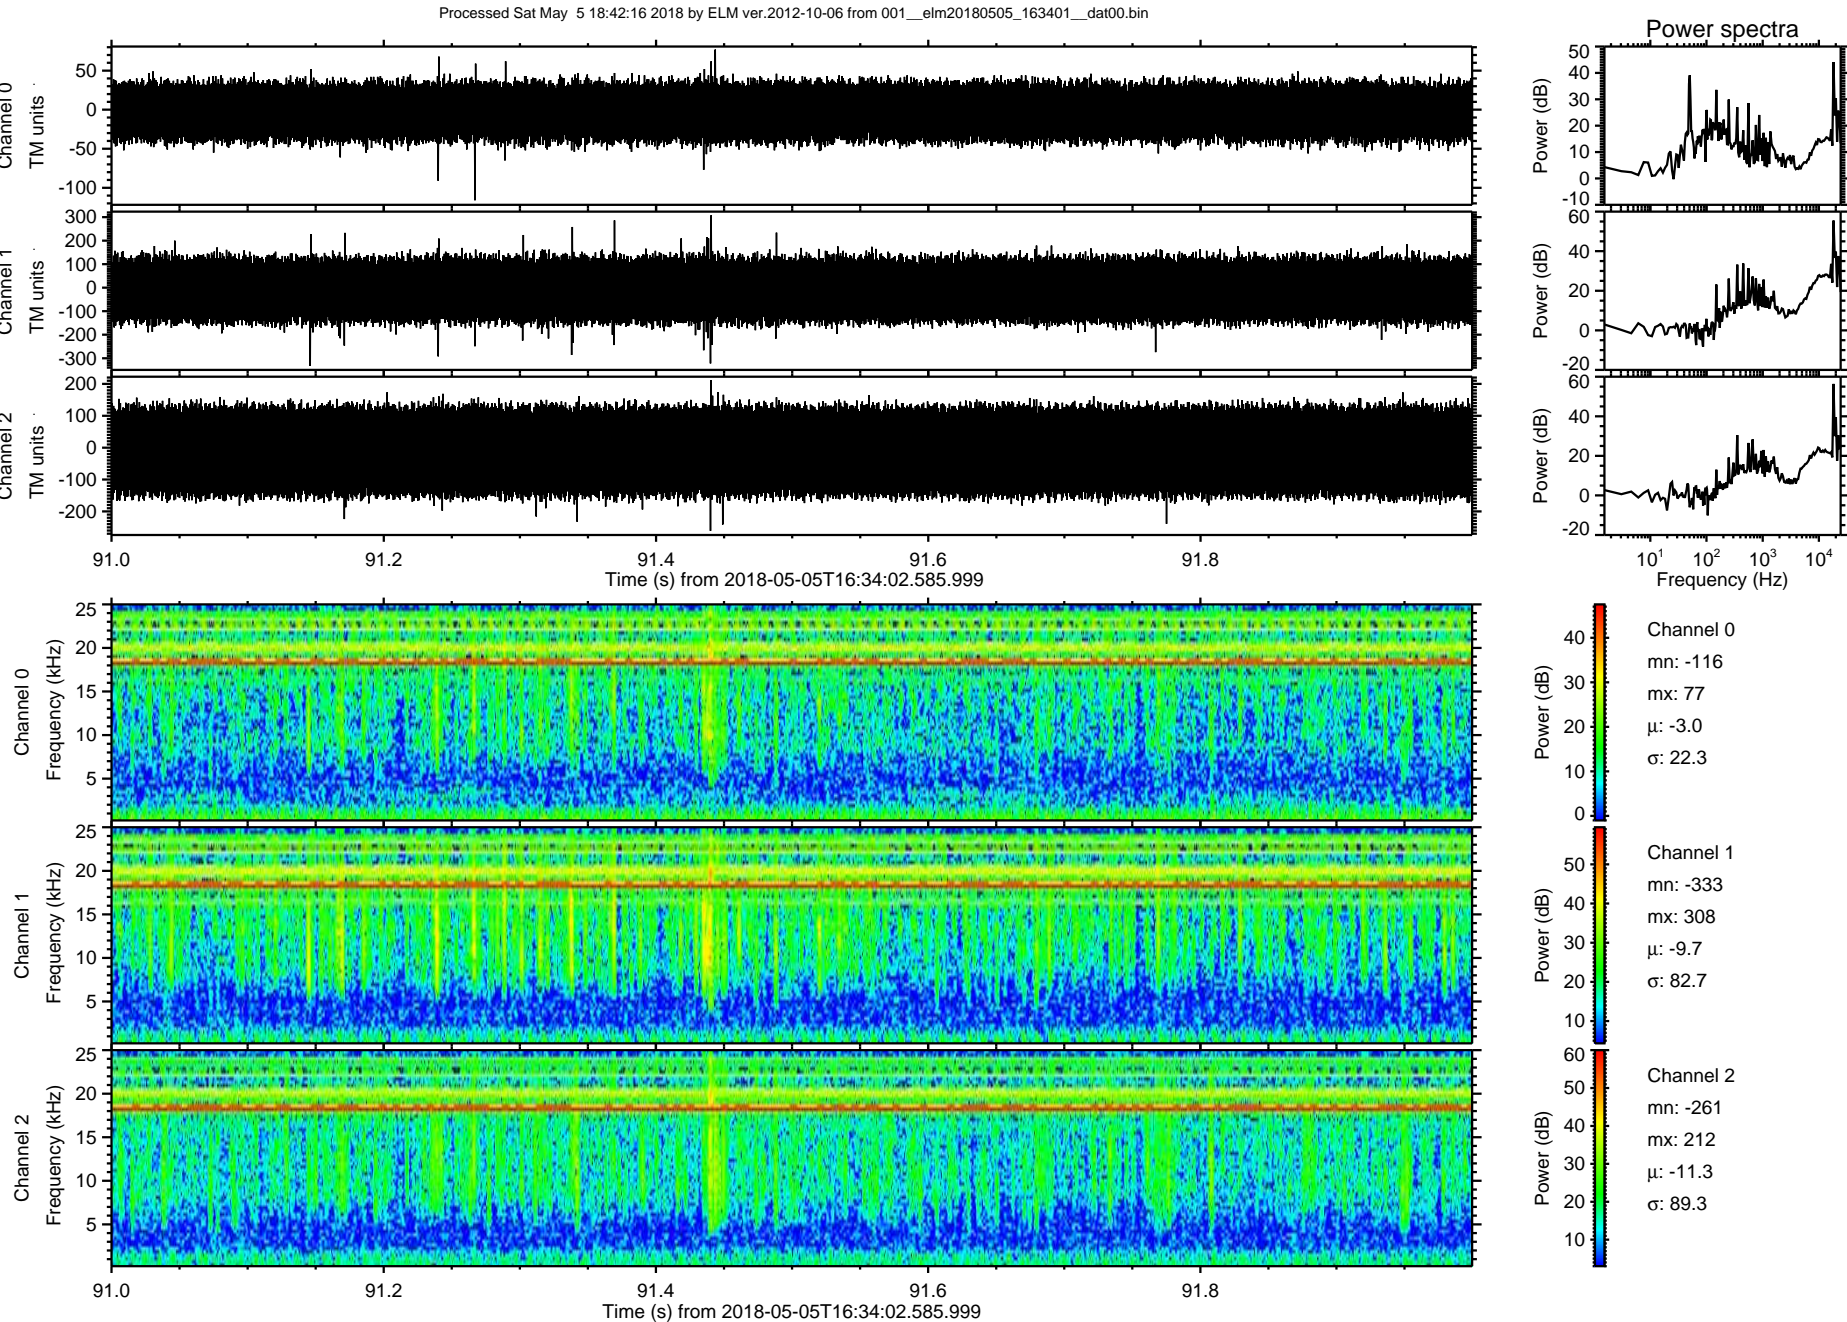 Processed Sat May  5 18:42:16 2018 by ELM ver.2012-10-06 from 001__elm20180505_163401__dat00.bin
Power spectra
Channel 0
TM units
50
0
-50
-100
Power (dB)
50
40
30
20
10
0
-10
Channel 1
TM units
300
200
100
0
-100
-200
-300
Power (dB)
60
40
20
0
-20
Channel 2
TM units
200
100
0
-100
-200
Power (dB)
60
40
20
0
-20
91.0 91.2 91.4 91.6 91.8
Time (s) from 2018-05-05T16:34:02.585.999
10^1 10^2 10^3 10^4
Frequency (Hz)
Channel 0
Frequency (kHz)
25
20
15
10
5
Power (dB)
40
30
20
10
0
Channel 0
mn: -116
mx: 77
μ: -3.0
σ: 22.3
Channel 1
Frequency (kHz)
25
20
15
10
5
Power (dB)
50
40
30
20
10
Channel 1
mn: -333
mx: 308
μ: -9.7
σ: 82.7
Channel 2
Frequency (kHz)
25
20
15
10
5
Power (dB)
60
50
40
30
20
10
Channel 2
mn: -261
mx: 212
μ: -11.3
σ: 89.3
91.0 91.2 91.4 91.6 91.8
Time (s) from 2018-05-05T16:34:02.585.999